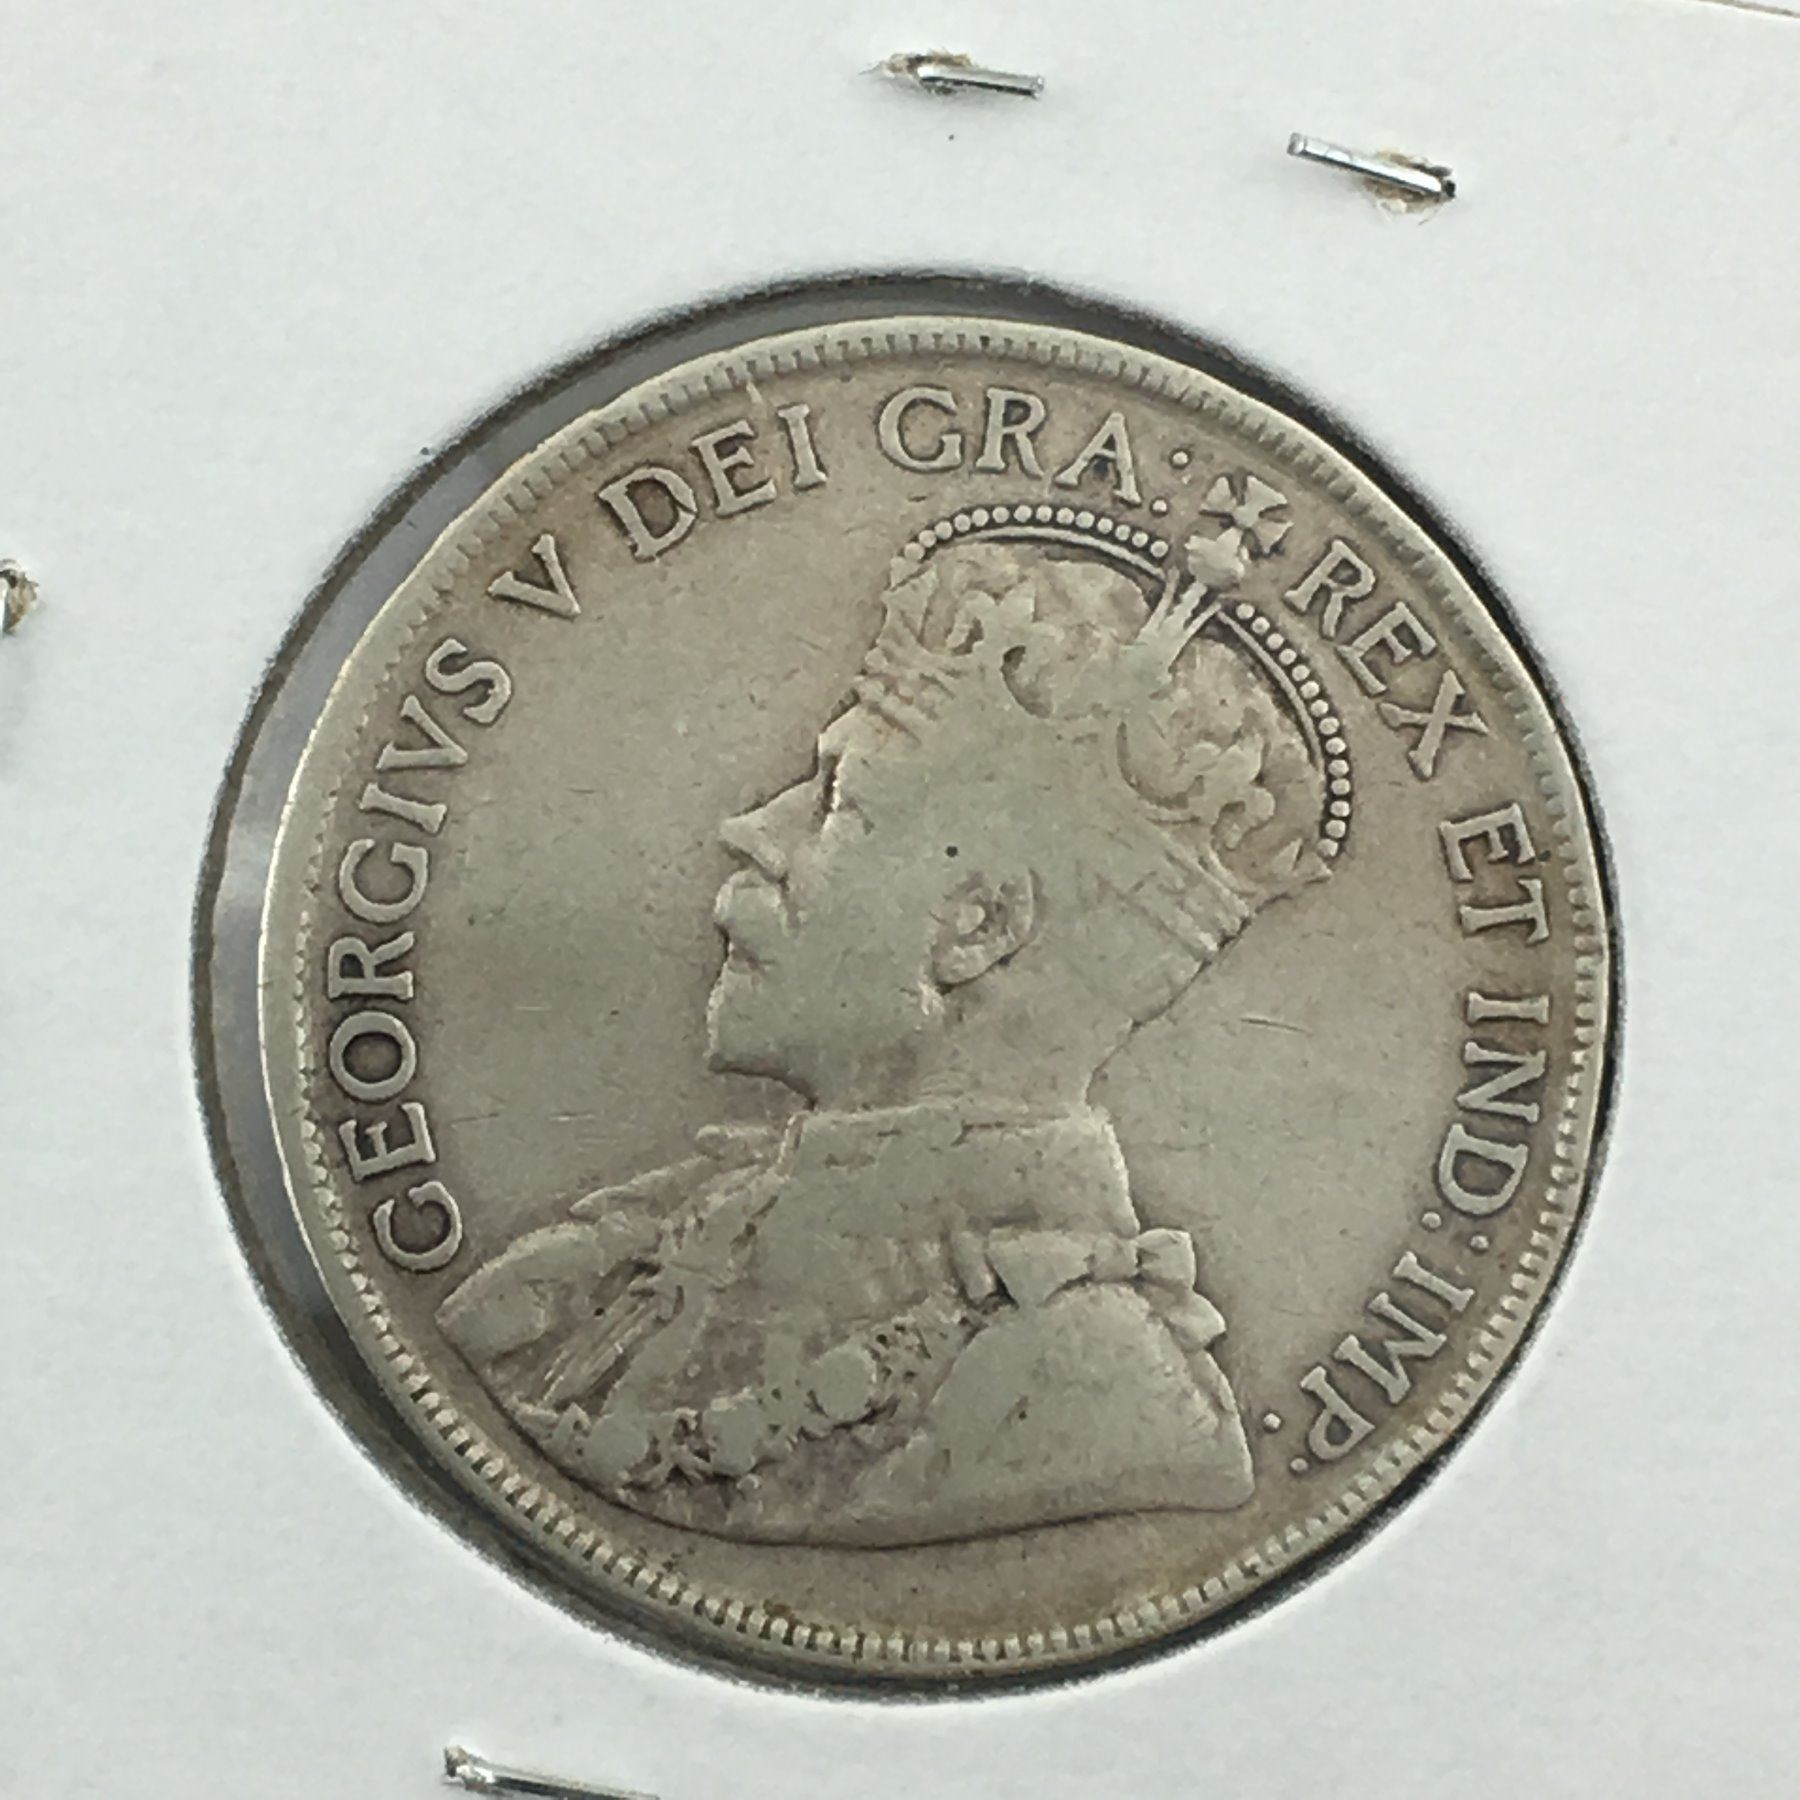 GEORGIVS V DEI GRA: REX ET IND: IMP: